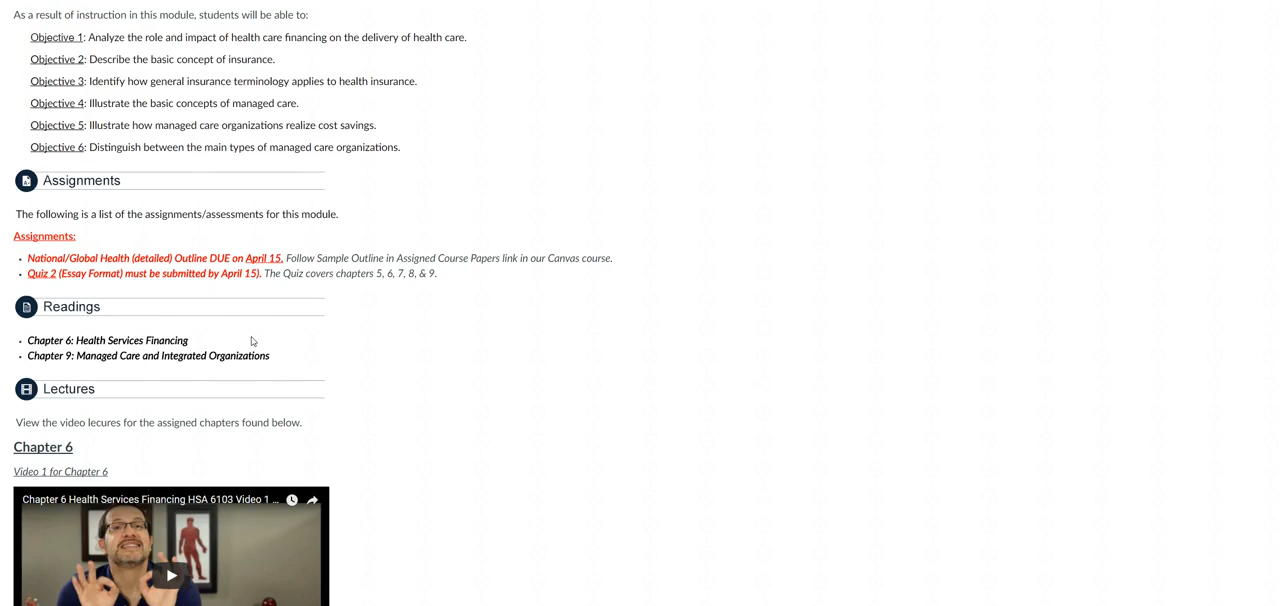 As a result of instruction in this module, students will be able to:
Objective 1: Analyze the role and impact of health care financing on the delivery of health care.
Objective 2: Describe the basic concept of insurance.
Objective 3: Identify how general insurance terminology applies to health insurance.
Objective 4: Illustrate the basic concepts of managed care.
Objective 5: Illustrate how managed care organizations realize cost savings.
Objective 6: Distinguish between the main types of managed care organizations.
Assignments
The following is a list of the assignments/assessments for this module.
Assignments:
• National/Global Health (detailed) Outline DUE on April 15. Follow Sample Outline in Assigned Course Papers link in our Canvas course.
• Quiz 2 (Essay Format) must be submitted by April 15). The Quiz covers chapters 5, 6, 7, 8, & 9.
Readings
• Chapter 6: Health Services Financing
• Chapter 9: Managed Care and Integrated Organizations
Lectures
View the video lecures for the assigned chapters found below.
Chapter 6
Video 1 for Chapter 6
Chapter 6 Health Services Financing HSA 6103 Video 1 ...